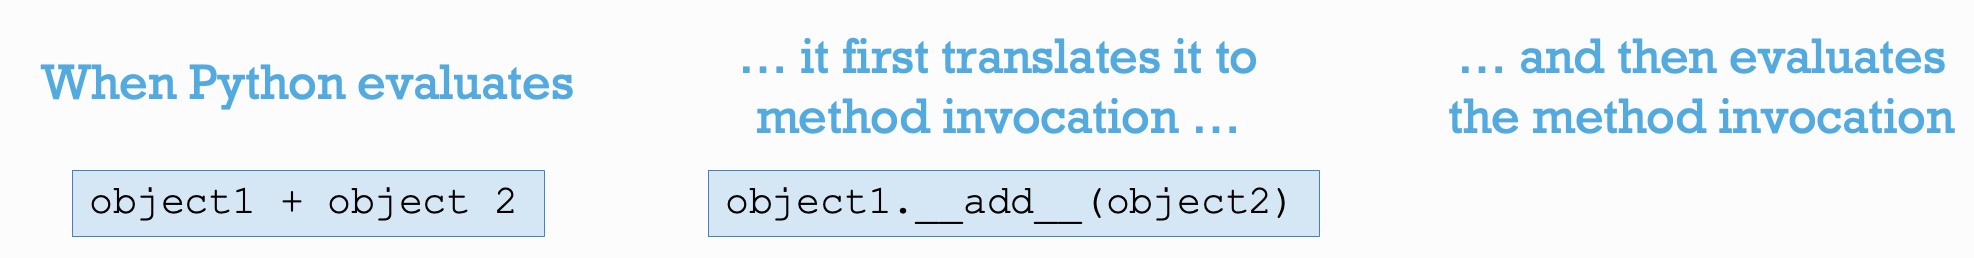 When Python evaluates
… it first translates it to
method invocation …
… and then evaluates
the method invocation
object1 + object 2
object1.__add__(object2)